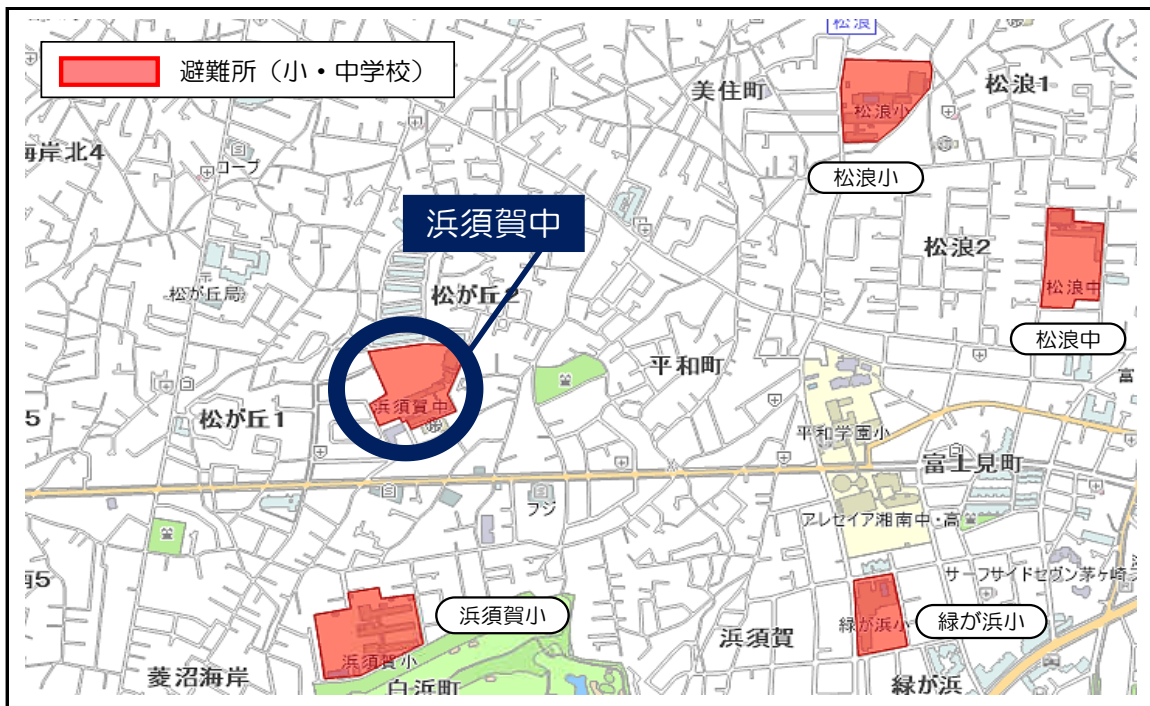 松浪
避難所（小・中学校）
美住町
松浪1
松浪小
海岸北4
コープ
松浪小
浜須賀中
松浪2
松が丘局
松が丘2
松浪中
松浪中
平和町
富
浜須賀中
5
松が丘1
平和学園小
富士見町
フジ
アレセイア湘南中・高
南5
サーフサイドセヴン茅ヶ崎
浜須賀小
緑が浜小
緑が浜小
浜須賀
浜須賀小
菱沼海岸
白浜町
緑が浜